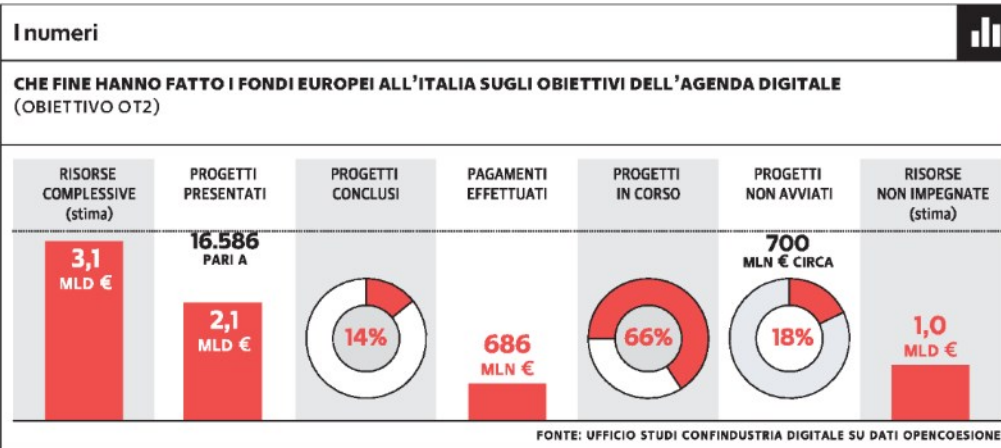 I numeri
CHE FINE HANNO FATTO I FONDI EUROPEI ALL'ITALIA SUGLI OBIETTIVI DELL'AGENDA DIGITALE
(OBIETTIVO OT2)
RISORSE
COMPLESSIVE
(stima)
3,1
MLD €
PROGETTI
PRESENTATI
16.586
PARI A
2,1
MLD €
PROGETTI
CONCLUSI
14%
PAGAMENTI
EFFETTUATI
686
MLN €
PROGETTI
IN CORSO
66%
PROGETTI
NON AVVIATI
700
MLN € CIRCA
18%
RISORSE
NON IMPEGNATE
(stima)
1,0
MLD €
FONTE: UFFICIO STUDI CONFINDUSTRIA DIGITALE SU DATI OPENCOESIONE